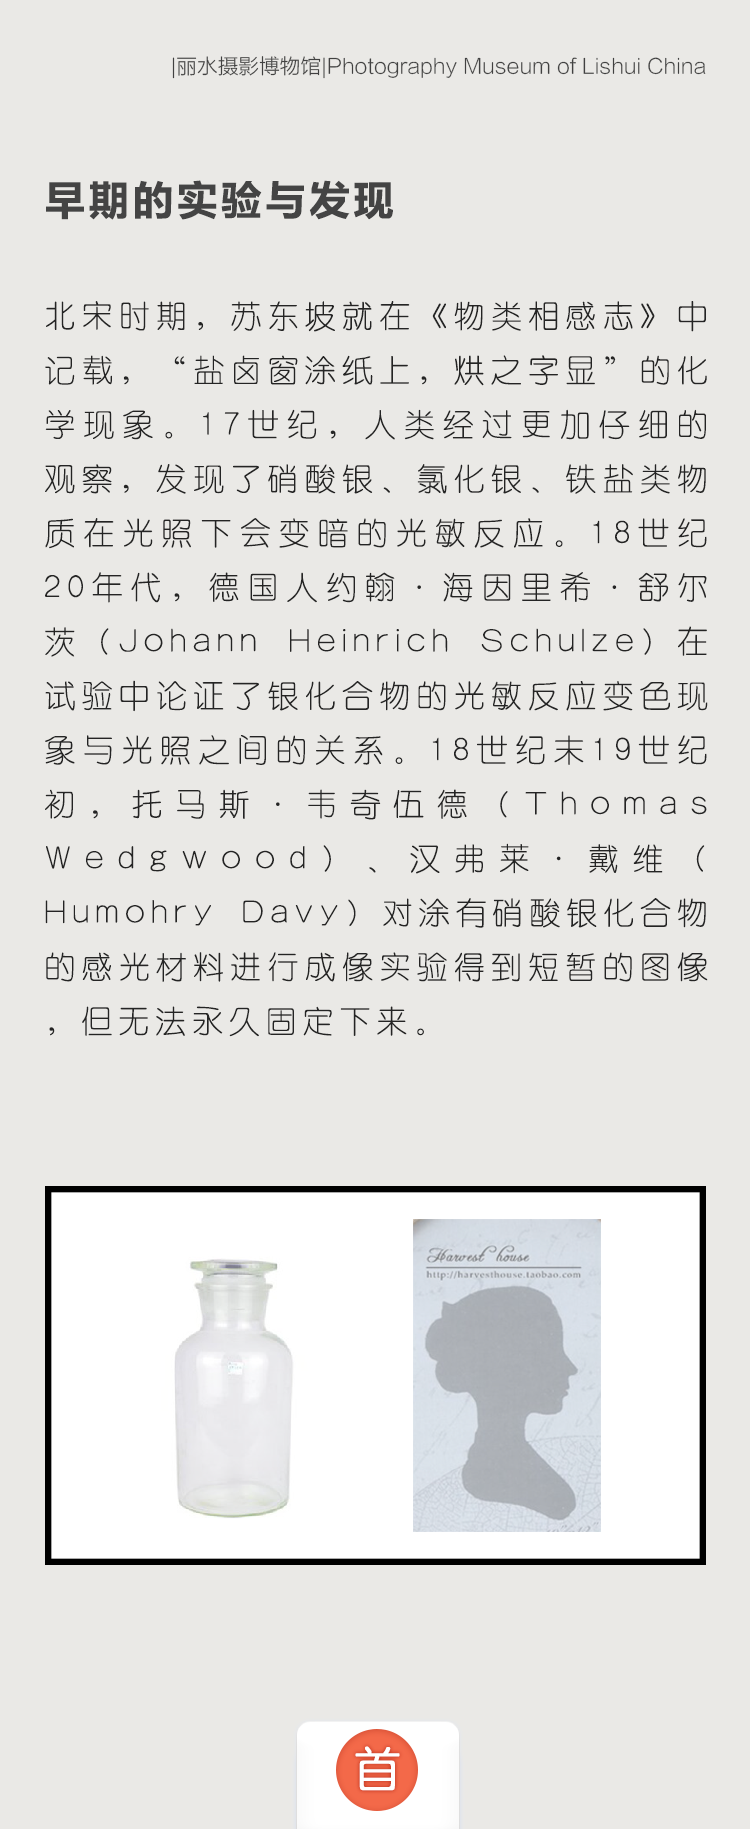 |丽水摄影博物馆|Photography Museum of Lishui China
早期的实验与发现
北宋时期，苏东坡就在《物类相感志》中
记载，“盐卤窗涂纸上，烘之字显”的化
学现象。17世纪，人类经过更加仔细的
观察，发现了硝酸银、氯化银、铁盐类物
质在光照下会变暗的光敏反应。18世纪
20年代，德国人约翰·海因里希·舒尔
茨（Johann Heinrich Schulze）在
试验中论证了银化合物的光敏反应变色现
象与光照之间的关系。18世纪末19世纪
初，托马斯·韦奇伍德（Thomas
Wedgwood）、汉弗莱·戴维（
Humohry Davy）对涂有硝酸银化合物
的感光材料进行成像实验得到短暂的图像
，但无法永久固定下来。
Harvest house
http://harvesthouse.taobao.com
首